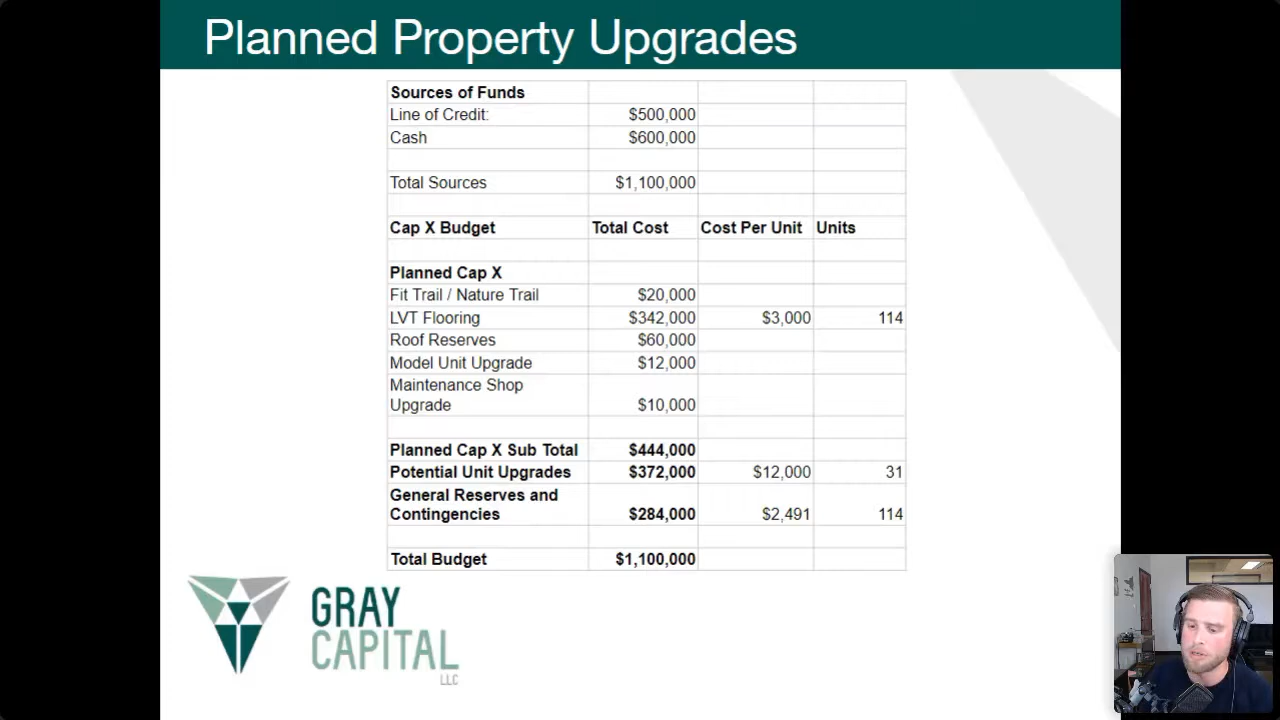 Planned Property Upgrades
Sources of Funds
Line of Credit: $500,000
Cash $600,000
Total Sources $1,100,000
Cap X Budget Total Cost Cost Per Unit Units
Planned Cap X
Fit Trail / Nature Trail $20,000
LVT Flooring $342,000 $3,000 114
Roof Reserves $60,000
Model Unit Upgrade $12,000
Maintenance Shop
Upgrade $10,000
Planned Cap X Sub Total $444,000
Potential Unit Upgrades $372,000 $12,000 31
General Reserves and
Contingencies $284,000 $2,491 114
Total Budget $1,100,000
GRAY
CAPITAL
LLC